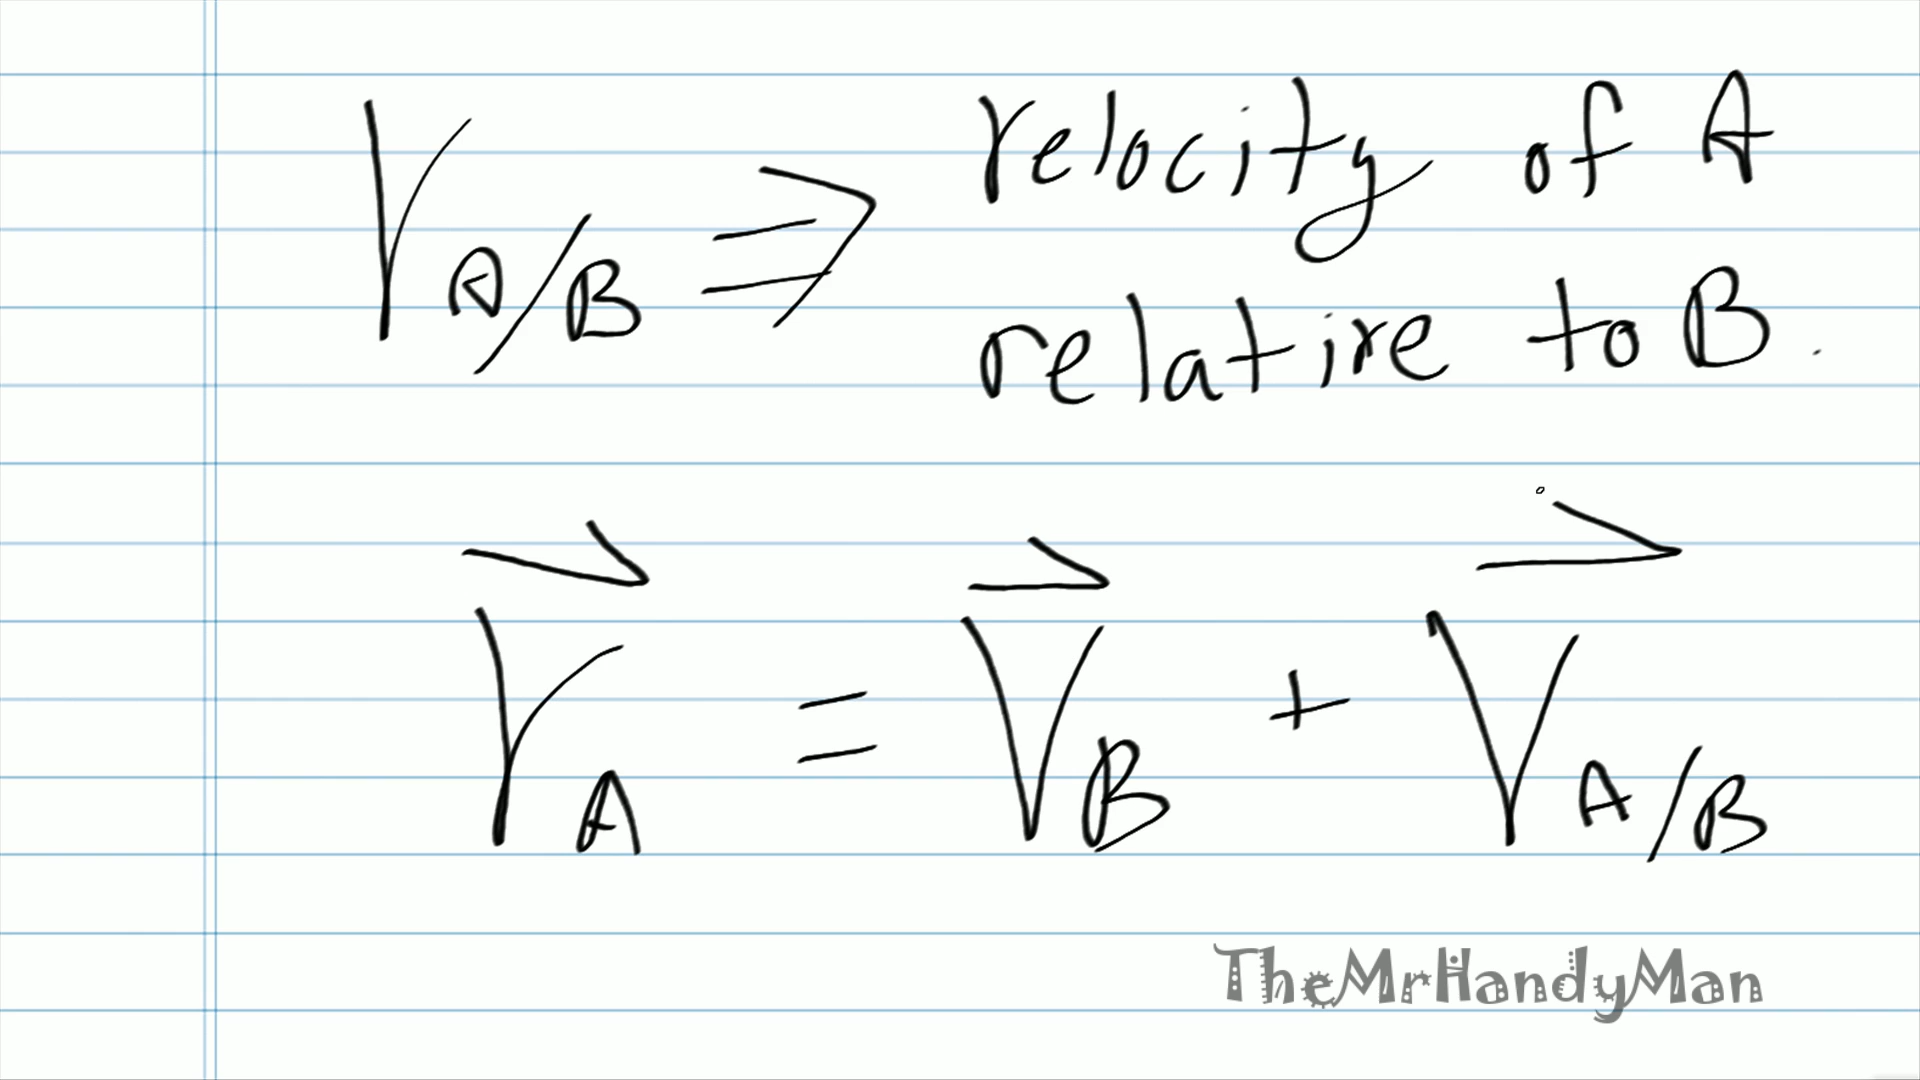 V A/B ⇒ velocity of A
relative to B.
V⃗ A = V⃗ B + V⃗ A/B
TheMrHandyMan